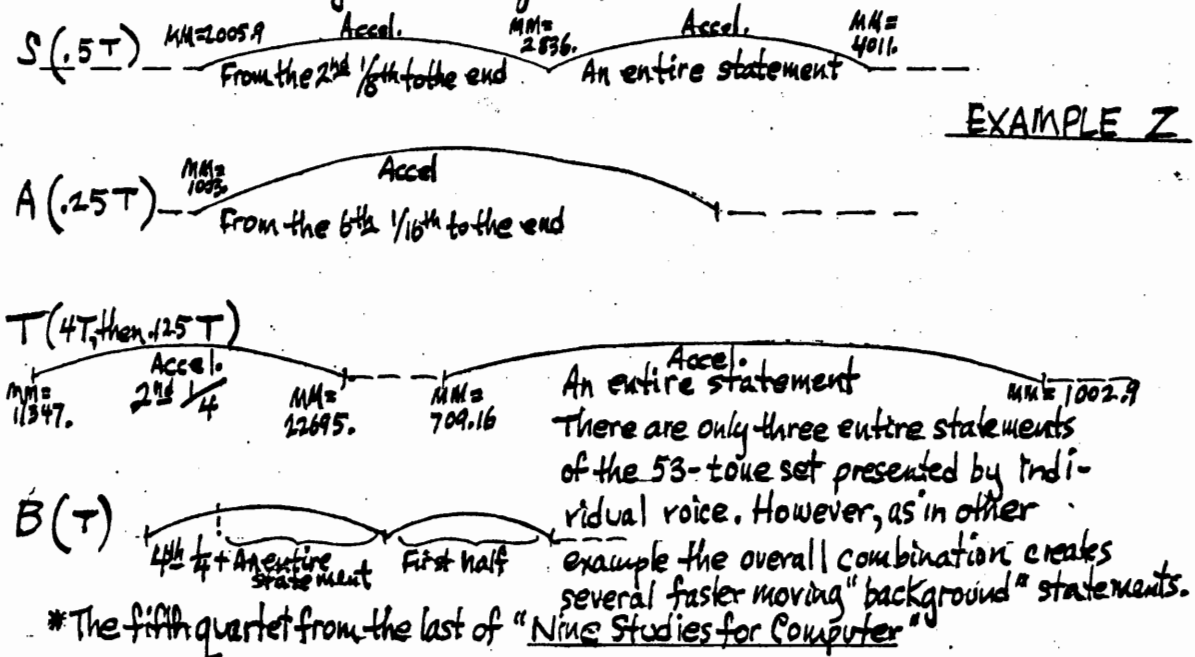 S (.5T) MM=2005.9 Accel. MM= 2836. Accel. MM= 4011.
From the 2nd 1/8th to the end An entire statement
EXAMPLE Z
A (.25T) MM= 1003. Accel
From the 6th 1/16th to the end
T (4T, then .125T)
Accel. Accel.
MM= 11347. 2nd 1/4 MM= 22695. MM= 709.16 An entire statement MM= 1002.9
There are only three entire statements
of the 53-tone set presented by indi-
vidual voice. However, as in other
B (T)
4th 1/4 + An entire statement First half example the overall combination creates
several faster moving "background" statements.
*The fifth quartet from the last of "Nine Studies for Computer"